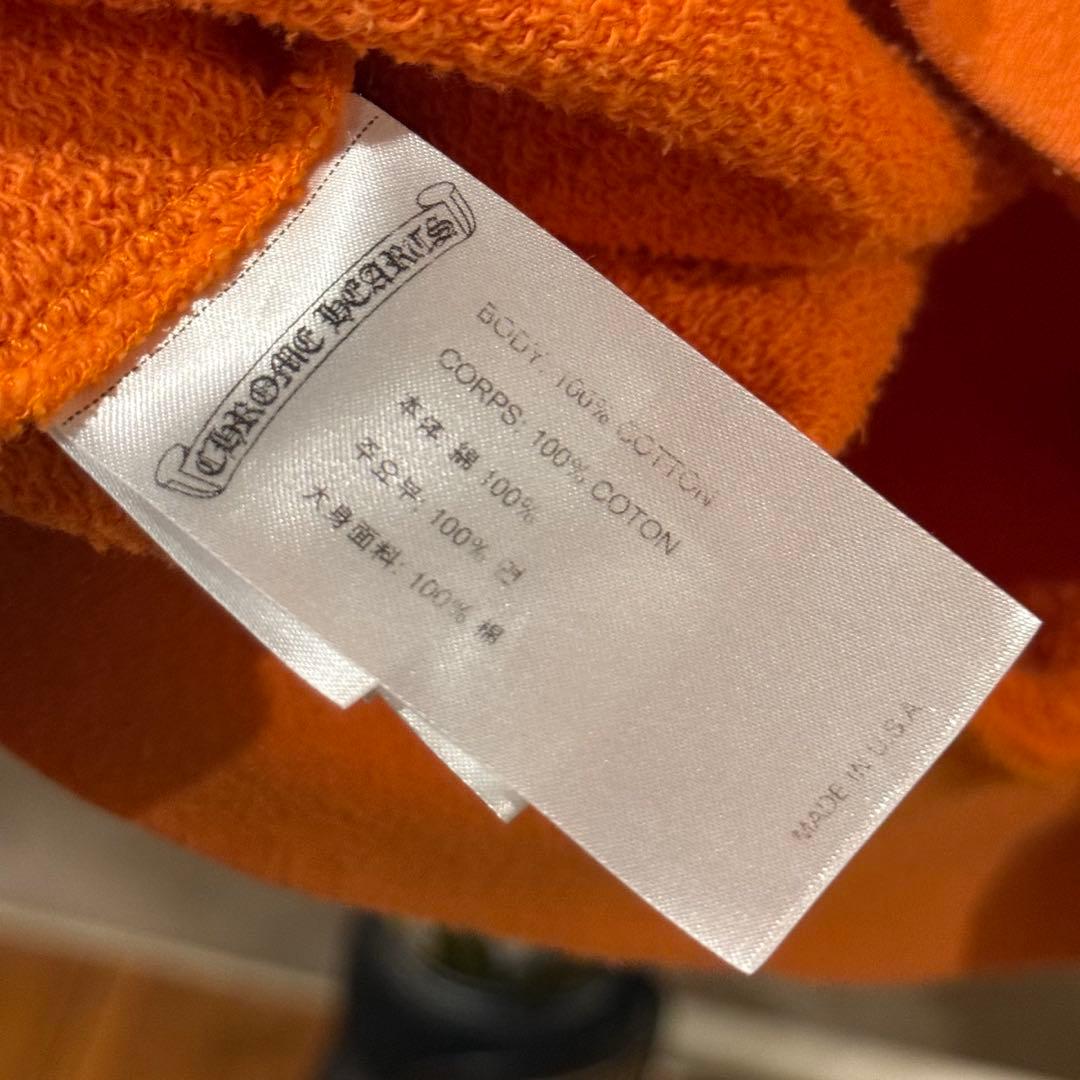 CHROME HEARTS
BODY: 100% COTTON
CORPS: 100% COTON
本体: 綿 100%
주요부: 100%
大身面料: 100% 棉
MADE IN U.S.A.